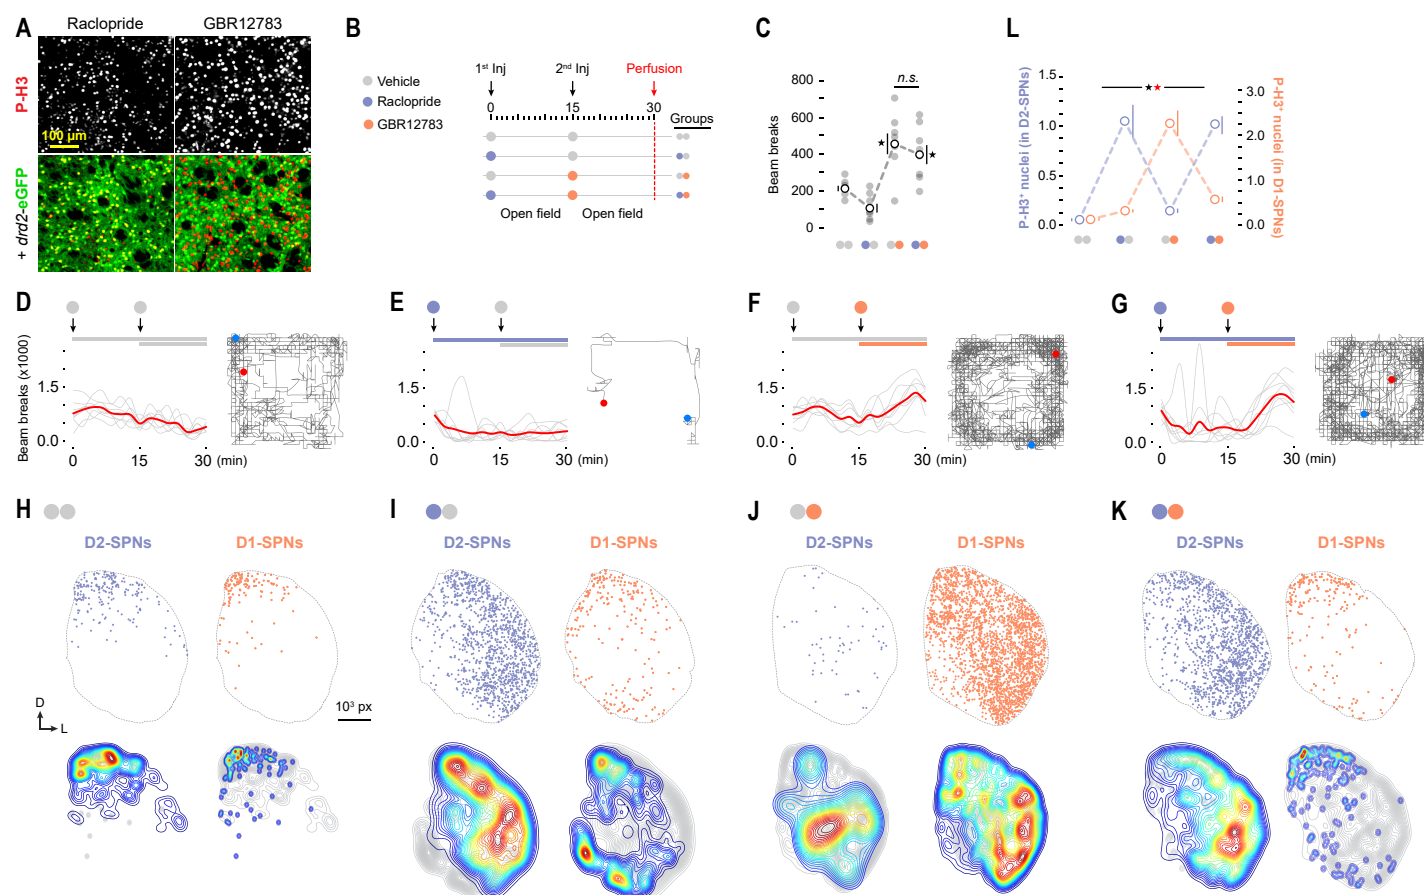 A
Raclopride
GBR12783
P-H3
100 µm
+ drd2-eGFP
B
1st Inj
2nd Inj
Perfusion
Vehicle
Raclopride
GBR12783
0
15
30
Groups
Open field
Open field
C
n.s.
Beam breaks
800
600
400
200
0
L
P-H3+ nuclei (in D2-SPNs)
1.5
1.0
0.5
0.0
3.0
2.0
1.0
0.0
P-H3+ nuclei (in D1-SPNs)
D
Beam breaks (x1000)
1.5
0.0
0
15
30
(min)
E
1.5
0.0
0
15
30
(min)
F
1.5
0.0
0
15
30
(min)
G
1.5
0.0
0
15
30
(min)
H
D2-SPNs
D1-SPNs
D
L
10³ px
I
D2-SPNs
D1-SPNs
J
D2-SPNs
D1-SPNs
K
D2-SPNs
D1-SPNs